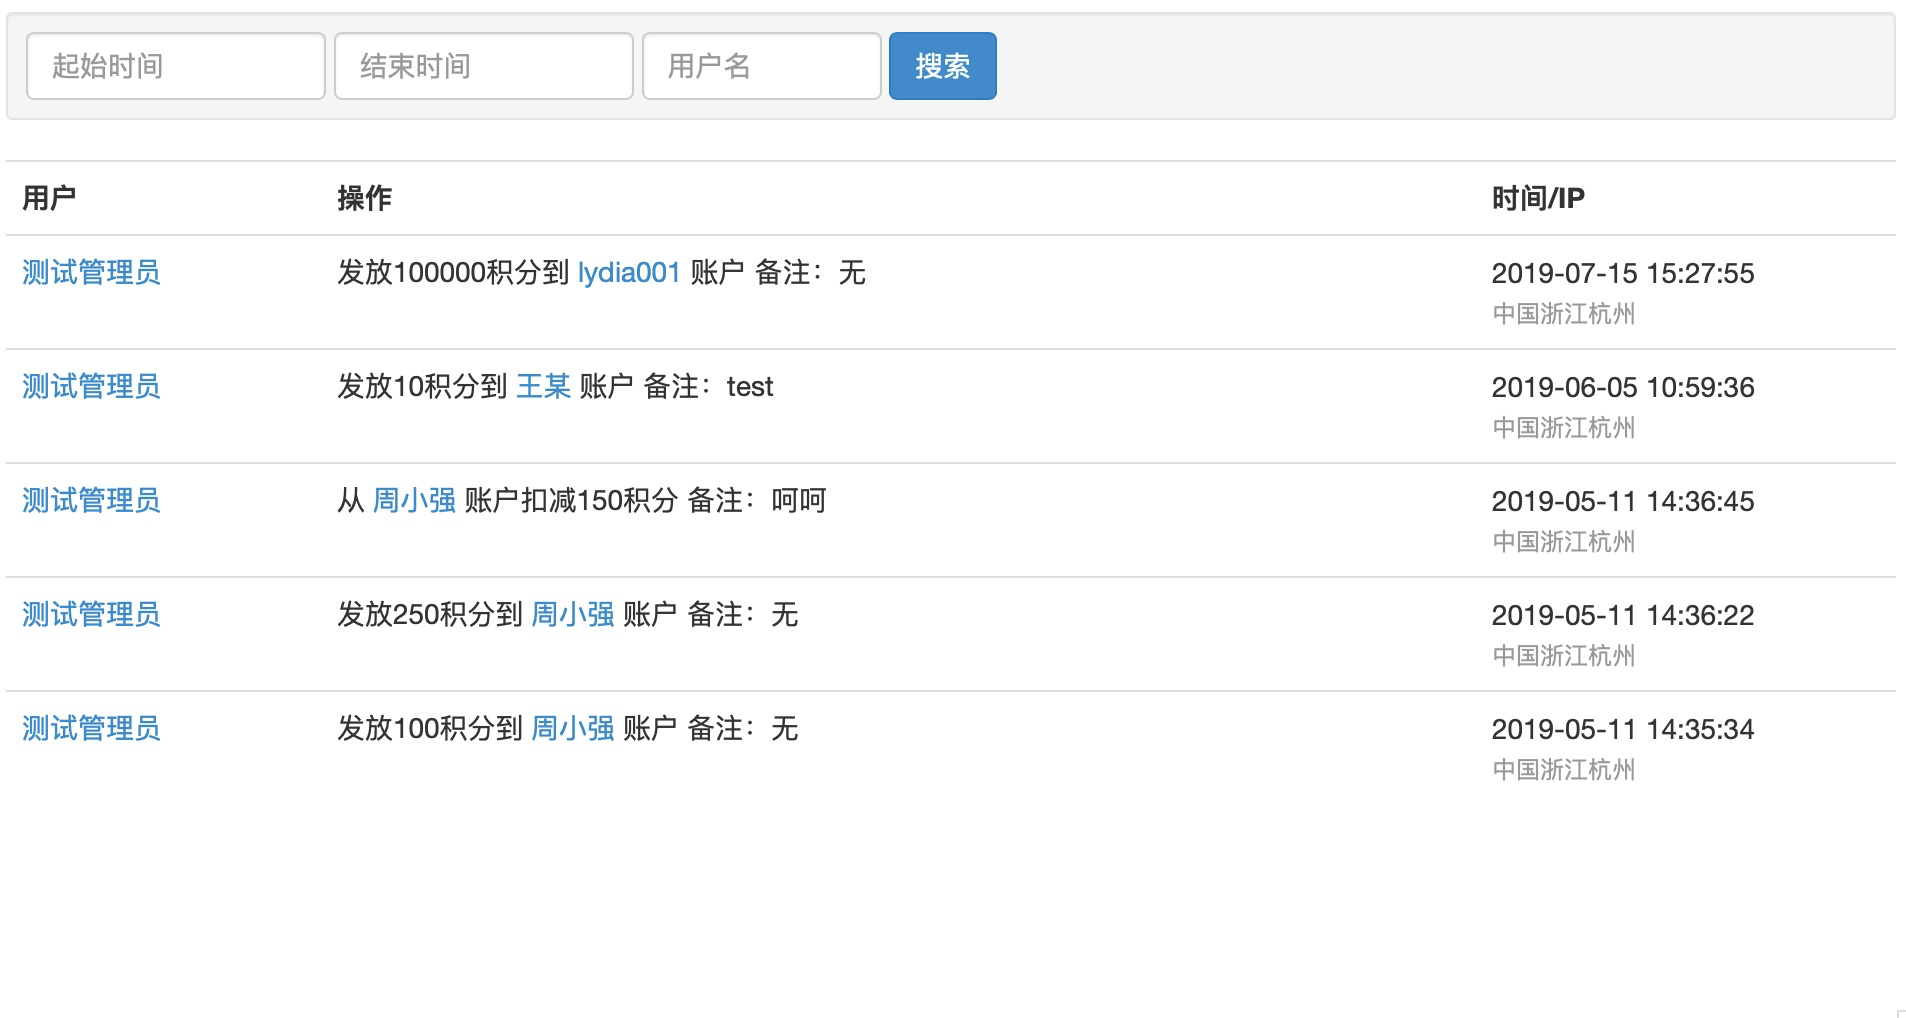 起始时间 结束时间 用户名 搜索
用户 操作 时间/IP
测试管理员 发放100000积分到 lydia001 账户 备注：无 2019-07-15 15:27:55
中国浙江杭州
测试管理员 发放10积分到 王某 账户 备注：test 2019-06-05 10:59:36
中国浙江杭州
测试管理员 从 周小强 账户扣减150积分 备注：呵呵 2019-05-11 14:36:45
中国浙江杭州
测试管理员 发放250积分到 周小强 账户 备注：无 2019-05-11 14:36:22
中国浙江杭州
测试管理员 发放100积分到 周小强 账户 备注：无 2019-05-11 14:35:34
中国浙江杭州